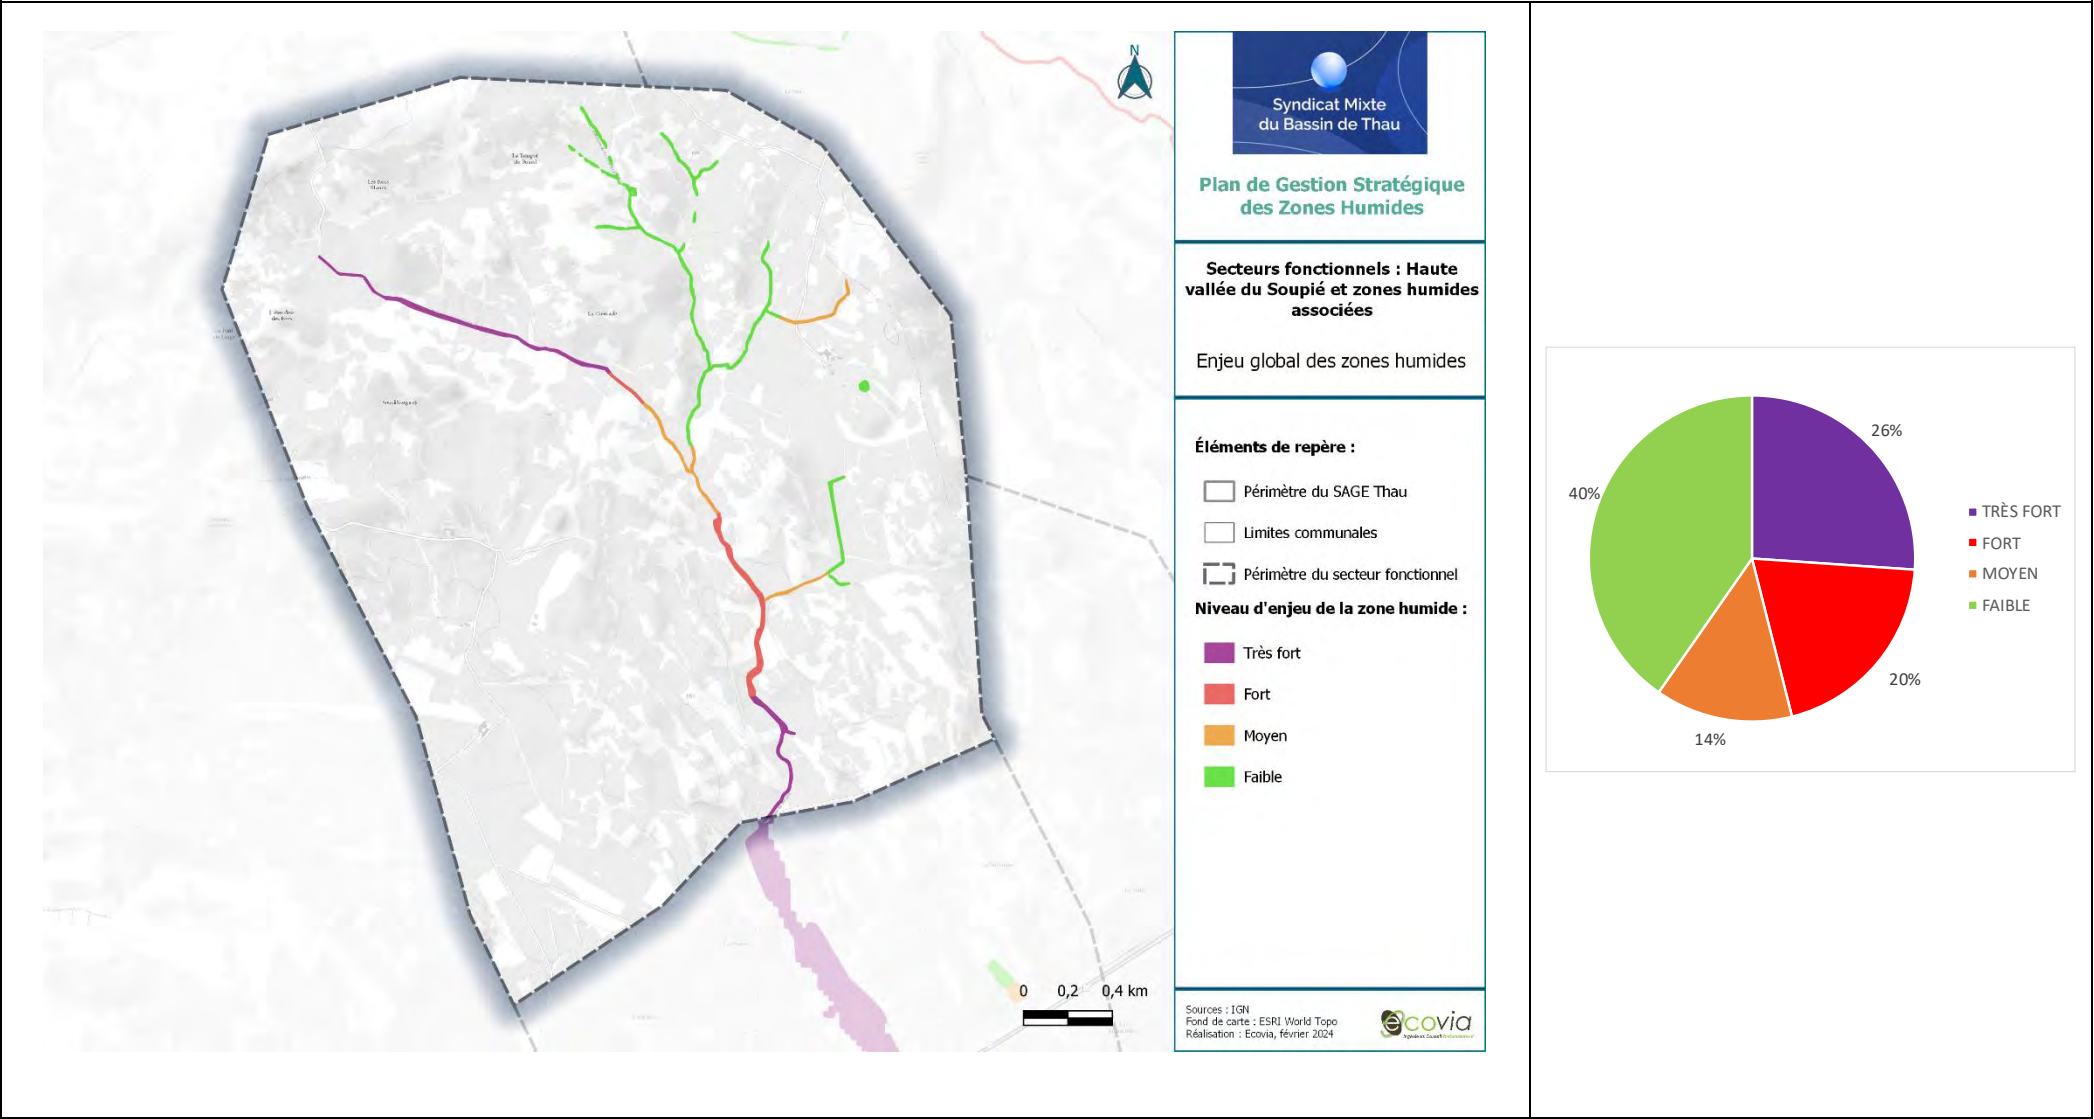 N
Syndicat Mixte
du Bassin de Thau
Plan de Gestion Stratégique
des Zones Humides
Secteurs fonctionnels : Haute
vallée du Soupié et zones humides
associées
Enjeu global des zones humides
Éléments de repère :
Périmètre du SAGE Thau
Limites communales
Périmètre du secteur fonctionnel
Niveau d'enjeu de la zone humide :
Très fort
Fort
Moyen
Faible
0 0,2 0,4 km
Sources : IGN
Fond de carte : ESRI World Topo
Réalisation : Ecovia, février 2024
ecovia
26%
40%
20%
14%
TRÈS FORT
FORT
MOYEN
FAIBLE